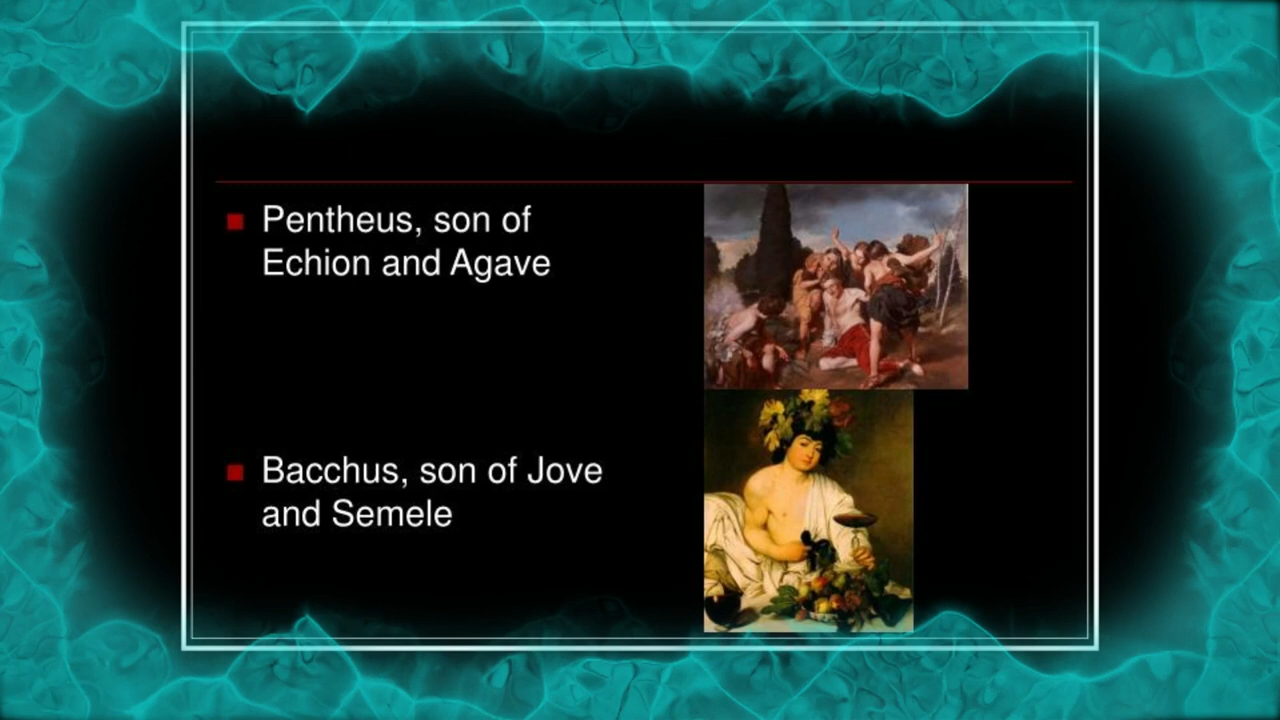 Pentheus, son of
Echion and Agave
Bacchus, son of Jove
and Semele